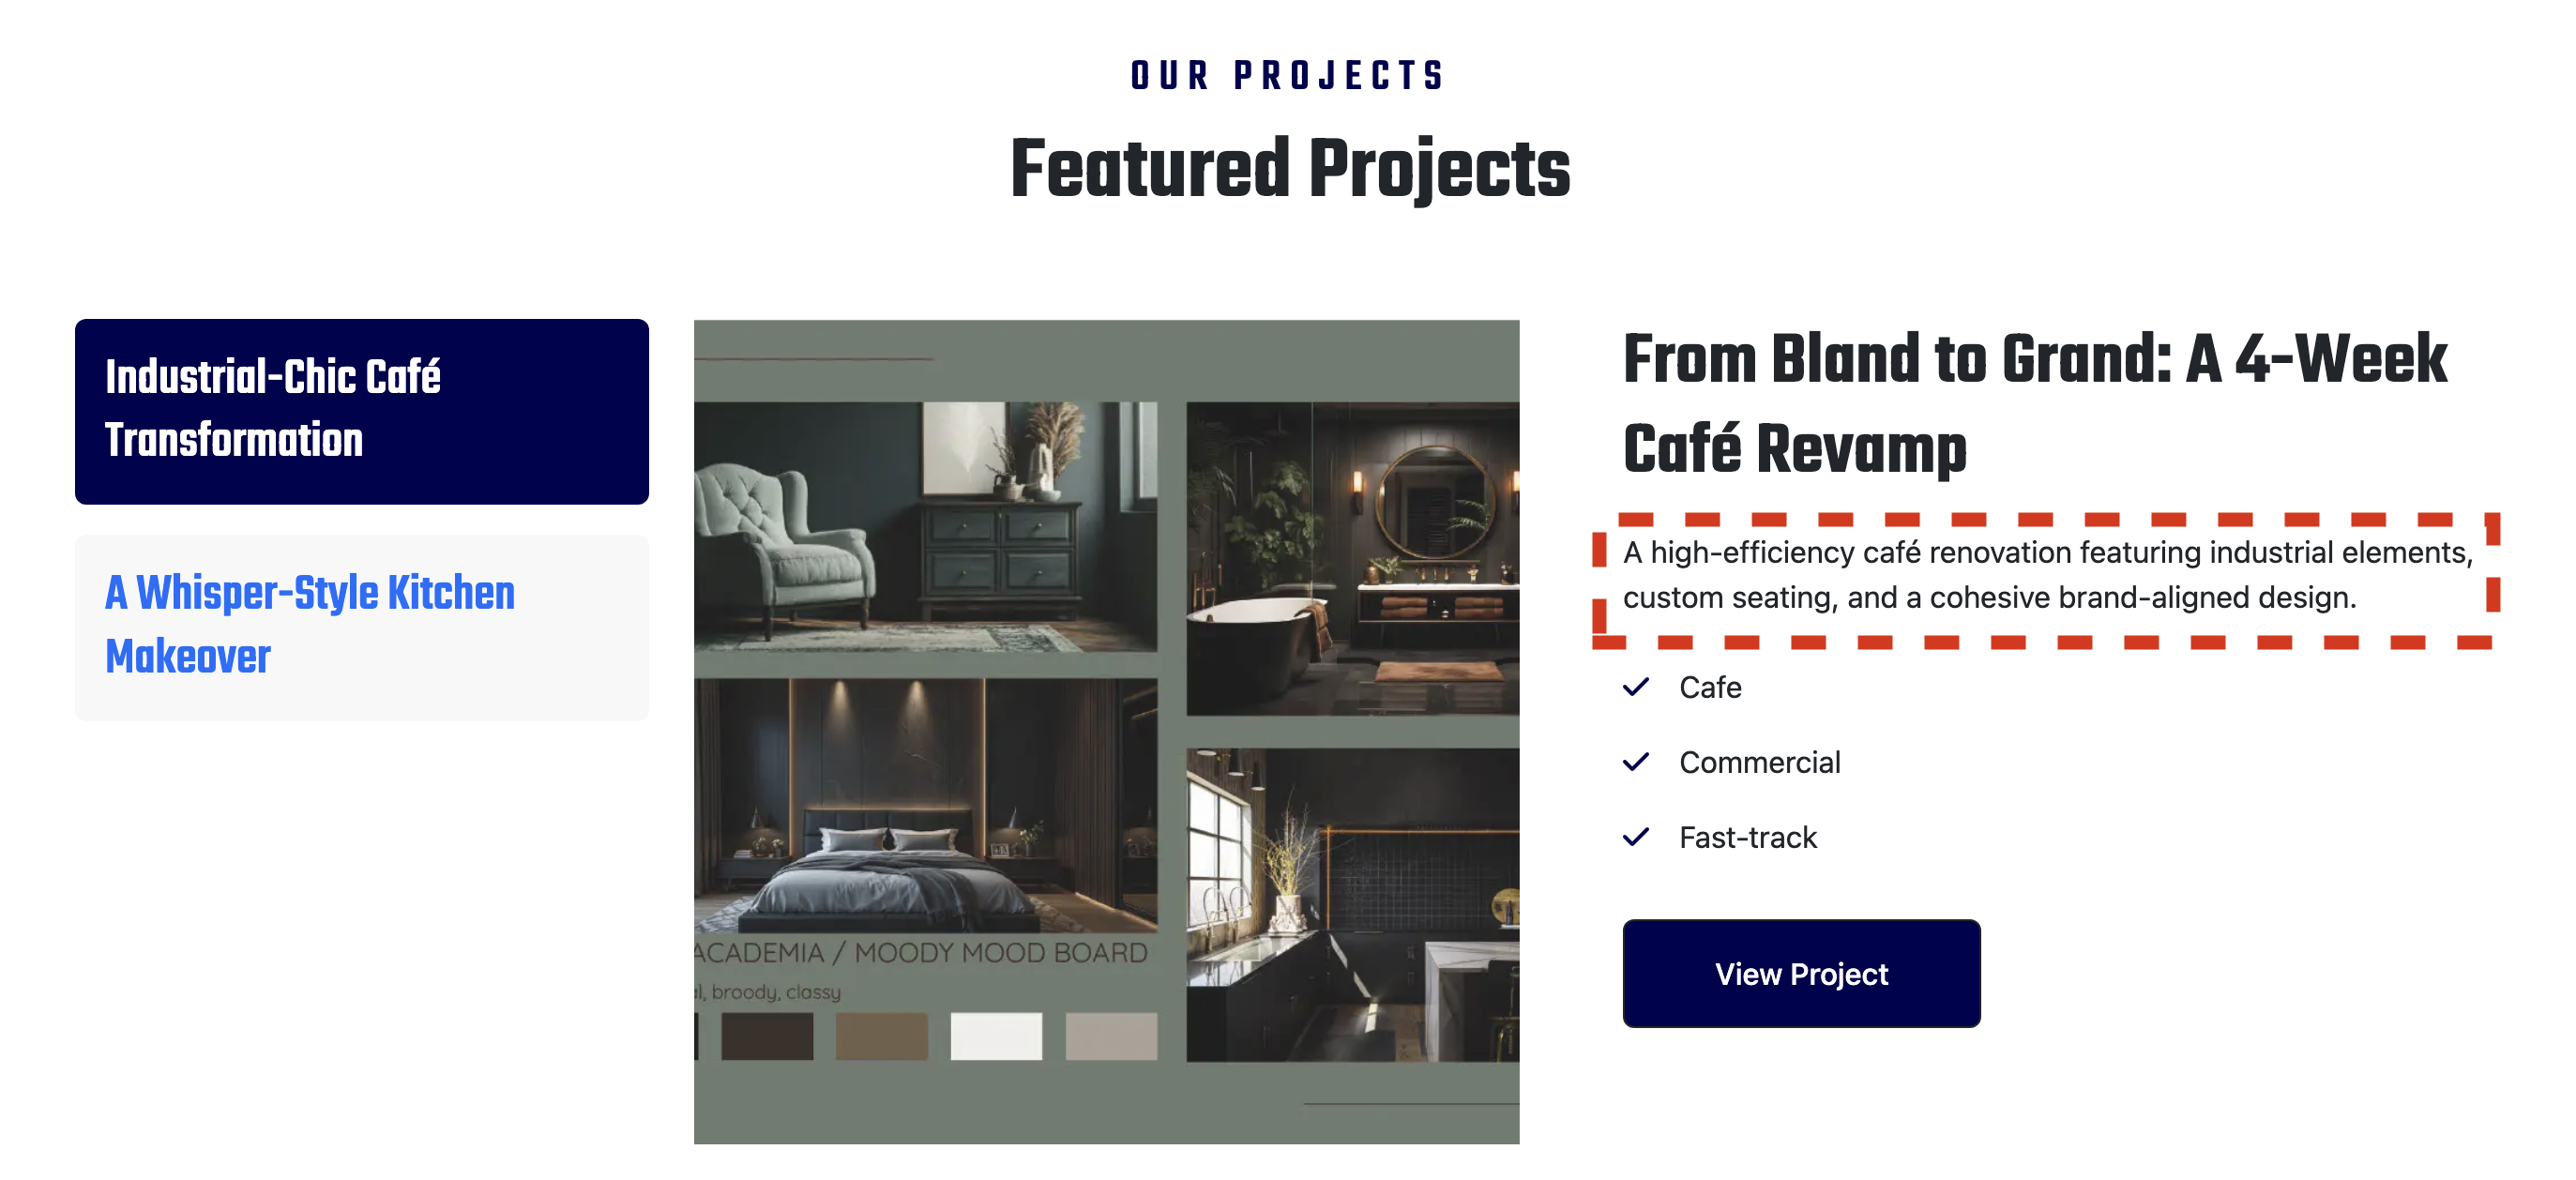 OUR PROJECTS
Featured Projects
Industrial-Chic Café
Transformation
A Whisper-Style Kitchen
Makeover
ACADEMIA / MOODY MOOD BOARD
broody, classy
From Bland to Grand: A 4-Week
Café Revamp
A high-efficiency café renovation featuring industrial elements,
custom seating, and a cohesive brand-aligned design.
Cafe
Commercial
Fast-track
View Project